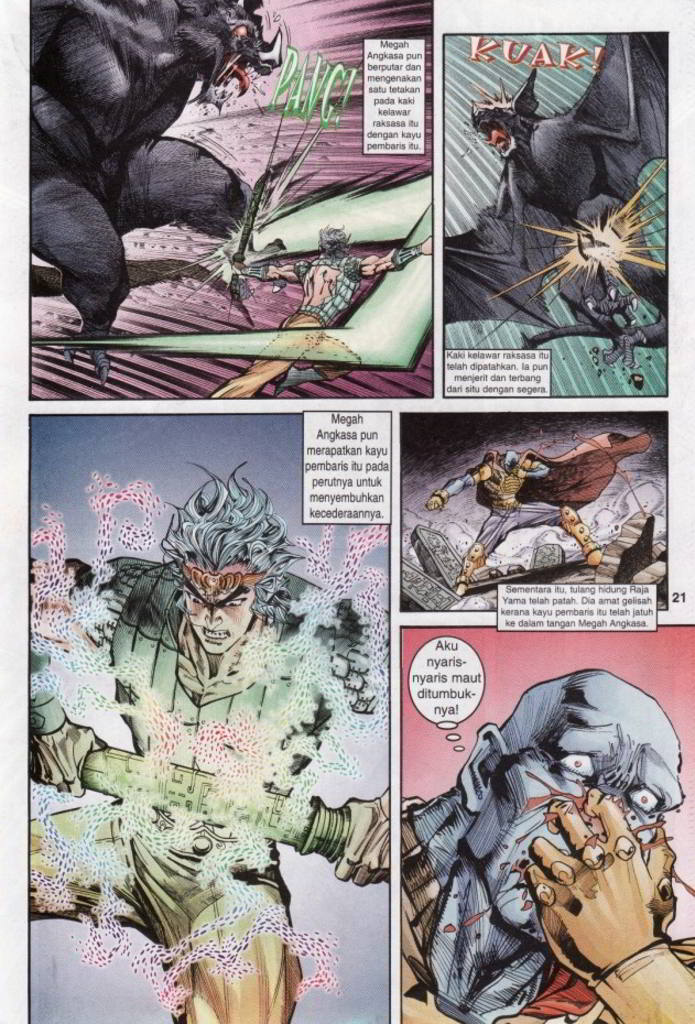 PANG!
Megah
Angkasa pun
berputar dan
mengenakan
satu tetakan
pada kaki
kelawar
raksasa itu
dengan kayu
pembaris itu.
KUAK!
Kaki kelawar raksasa itu
telah dipatahkan. Ia pun
menjerit dan terbang
dari situ dengan segera.
Megah
Angkasa pun
merapatkan kayu
pembaris itu pada
perutnya untuk
menyembuhkan
kecederaannya.
Sementara itu, tulang hidung Raja
Yama telah patah. Dia amat gelisah
kerana kayu pembaris itu telah jatuh
ke dalam tangan Megah Angkasa.
21
Aku
nyaris-
nyaris maut
ditumbuk-
nya!